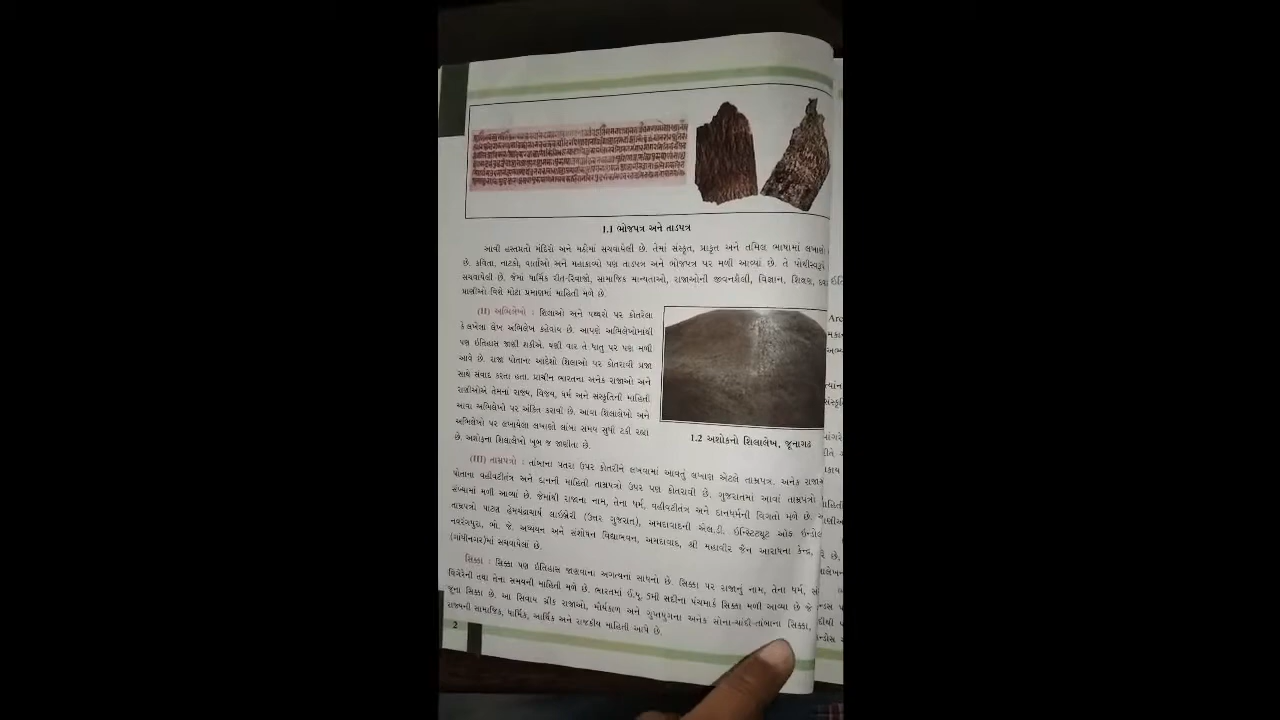 1.1 ભોજપત્ર અને તાડપત્ર
આવી હસ્તપ્રતો મંદિરો અને મઠોમાં સચવાયેલી છે. તેમાં સંસ્કૃત, પ્રાકૃત અને તમિલ ભાષામાં લખાણો
છે. કવિતા, નાટકો, વાર્તાઓ અને મહાકાવ્યો પણ તાડપત્ર અને ભોજપત્ર પર મળી આવ્યાં છે. તે પોથીસ્વરૂપે
સચવાયેલી છે. જેમાં ધાર્મિક રીત-રિવાજો, સામાજિક માન્યતાઓ, રાજાઓની જીવનશૈલી, વિજ્ઞાન, શિક્ષણ,
પ્રાણીઓ વિશે મોટા પ્રમાણમાં માહિતી મળે છે.
(II) અભિલેખો : શિલાઓ અને પથ્થરો પર કોતરેલા
કે લખેલા લેખ અભિલેખ કહેવાય છે. આપણે અભિલેખોમાંથી
પણ ઇતિહાસ જાણી શકીએ. ઘણી વાર તે ધાતુ પર પણ મળી
આવે છે. રાજા પોતાના આદેશો શિલાઓ પર કોતરાવી પ્રજા
સાથે સંવાદ કરતા હતા. પ્રાચીન ભારતના અનેક રાજાઓ અને
રાણીઓએ તેમનાં રાજ્ય, વિજય, ધર્મ અને સંસ્કૃતિની માહિતી
આવા અભિલેખો પર અંકિત કરાવી છે. આવા શિલાલેખો અને
અભિલેખો પર લખાયેલા લખાણો લાંબા સમય સુધી ટકી રહ્યા
છે. અશોકના શિલાલેખો ખૂબ જ જાણીતા છે.
1.2 અશોકનો શિલાલેખ, જૂનાગઢ
(III) તામ્રપત્રો : તાંબાના પતરા ઉપર કોતરીને લખવામાં આવતું લખાણ એટલે તામ્રપત્ર. અનેક
પોતાના વહીવટીતંત્ર અને દાનની માહિતી તામ્રપત્રો ઉપર પણ કોતરાવી છે. ગુજરાતમાં આવાં તામ્રપત્રો
સંખ્યામાં મળી આવ્યાં છે. જેમાંથી રાજાના નામ, તેના ધર્મ, વહીવટીતંત્ર અને દાનધર્મની વિગતો મળે છે.
તામ્રપત્રો પાટણ હેમચંદ્રાચાર્ય લાઇબ્રેરી (ઉત્તર ગુજરાત), અમદાવાદની એલ.ડી. ઇન્સ્ટિટ્યૂટ ઓફ
નવરંગપુરા, ભો. જે. અધ્યયન અને સંશોધન વિદ્યાભવન, અમદાવાદ, શ્રી મહાવીર જૈન આરાધના કેન્દ્ર,
(ગાંધીનગર)માં સચવાયેલાં છે.
સિક્કા : સિક્કા પણ ઇતિહાસ જાણવાના અગત્યનાં સાધનો છે. સિક્કા પર રાજાનું નામ, તેના ધર્મ,
ચિત્રેરેની તથા તેના સમયની માહિતી મળે છે. ભારતમાં ઈ.પૂ. 5મી સદીના પંચમાર્ક સિક્કા મળી આવ્યા છે જે
જૂના સિક્કા છે. આ સિવાય ગ્રીક રાજાઓ, મૌર્યકાળ અને ગુપ્તયુગના અનેક સોના-ચાંદી-તાંબાના સિક્કા,
રાજ્યની સામાજિક, ધાર્મિક, આર્થિક અને રાજકીય માહિતી આપે છે.
2